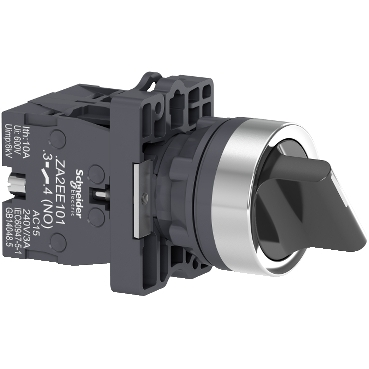 Schneider
Electric
ZA2EE101
.3 .4 (NO)
Ith:10A
Ui: 600V
Uimp:6kV
AC15
240V/3A
IEC60947-5-1
GB14048.5